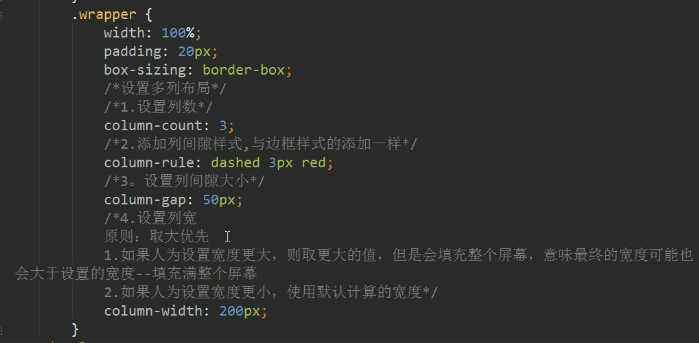 .wrapper {
width: 100%;
padding: 20px;
box-sizing: border-box;
/*设置多列布局*/
/*1.设置列数*/
column-count: 3;
/*2.添加列间隙样式,与边框样式的添加一样*/
column-rule: dashed 3px red;
/*3。设置列间隙大小*/
column-gap: 50px;
/*4.设置列宽
原则：取大优先
1.如果人为设置宽度更大，则取更大的值，但是会填充整个屏幕，意味最终的宽度可能也
会大于设置的宽度--填充满整个屏幕
2.如果人为设置宽度更小，使用默认计算的宽度*/
column-width: 200px;
}